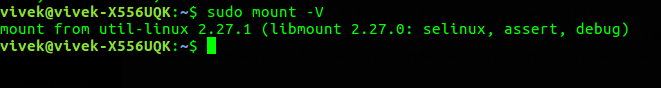 vivek@vivek-X556UQK:~$ sudo mount -V
mount from util-linux 2.27.1 (libmount 2.27.0: selinux, assert, debug)
vivek@vivek-X556UQK:~$